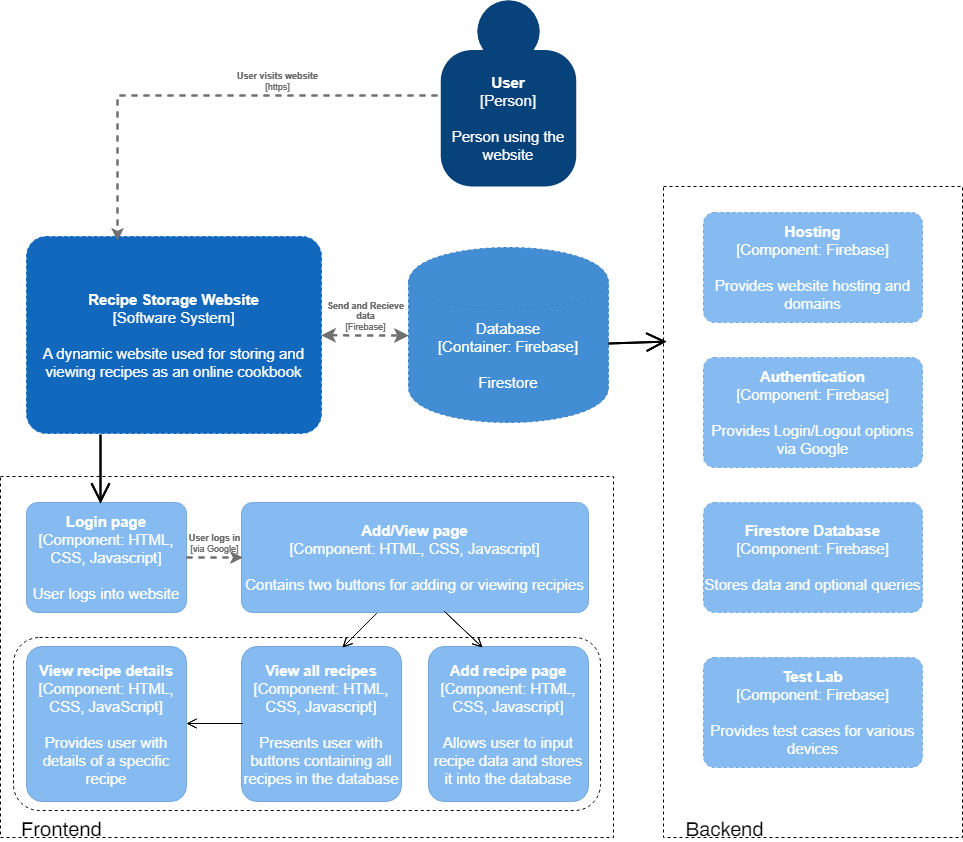 User
[Person]
Person using the
website
User visits website
[https]
Recipe Storage Website
[Software System]
A dynamic website used for storing and
viewing recipes as an online cookbook
Send and Recieve
data
[Firebase]
Database
[Container: Firebase]
Firestore
Login page
[Component: HTML,
CSS, Javascript]
User logs into website
User logs in
[via Google]
Add/View page
[Component: HTML, CSS, Javascript]
Contains two buttons for adding or viewing recipies
View recipe details
[Component: HTML,
CSS, JavaScript]
Provides user with
details of a specific
recipe
View all recipes
[Component: HTML,
CSS, Javascript]
Presents user with
buttons containing all
recipes in the database
Add recipe page
[Component: HTML,
CSS, Javascript]
Allows user to input
recipe data and stores
it into the database
Frontend
Hosting
[Component: Firebase]
Provides website hosting and
domains
Authentication
[Component: Firebase]
Provides Login/Logout options
via Google
Firestore Database
[Component: Firebase]
Stores data and optional queries
Test Lab
[Component: Firebase]
Provides test cases for various
devices
Backend